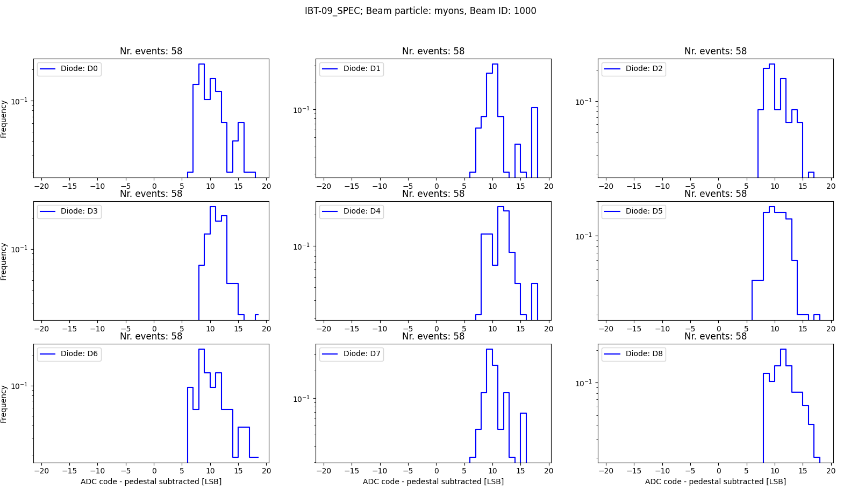 IBT-09_SPEC; Beam particle: myons, Beam ID: 1000
Nr. events: 58 Nr. events: 58 Nr. events: 58
Diode: D0 Diode: D1 Diode: D2
10⁻¹ 10⁻¹ 10⁻¹
Frequency
−20 −15 −10 −5 0 5 10 15 20 −20 −15 −10 −5 0 5 10 15 20 −20 −15 −10 −5 0 5 10 15 20
Nr. events: 58 Nr. events: 58 Nr. events: 58
Diode: D3 Diode: D4 Diode: D5
10⁻¹ 10⁻¹ 10⁻¹
Frequency
−20 −15 −10 −5 0 5 10 15 20 −20 −15 −10 −5 0 5 10 15 20 −20 −15 −10 −5 0 5 10 15 20
Nr. events: 58 Nr. events: 58 Nr. events: 58
Diode: D6 Diode: D7 Diode: D8
10⁻¹ 10⁻¹ 10⁻¹
Frequency
−20 −15 −10 −5 0 5 10 15 20 −20 −15 −10 −5 0 5 10 15 20 −20 −15 −10 −5 0 5 10 15 20
ADC code - pedestal subtracted [LSB] ADC code - pedestal subtracted [LSB] ADC code - pedestal subtracted [LSB]